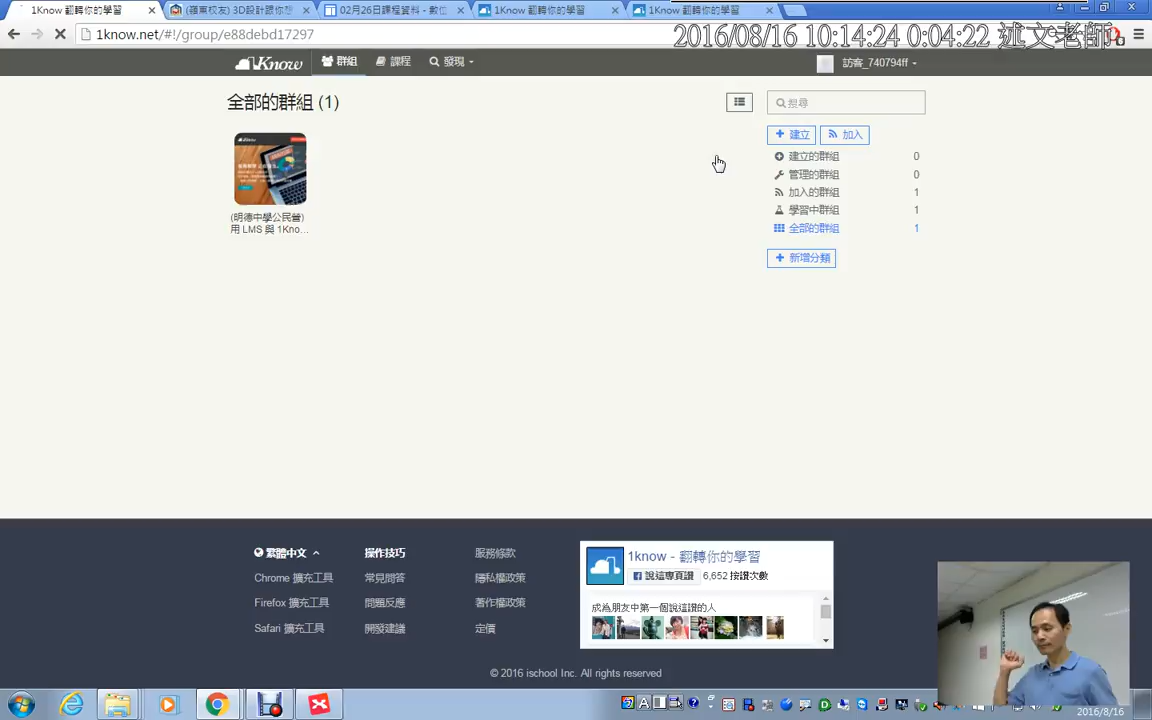 1Know 翻轉你的學習
(嶺東校友) 3D設計跟你想
02月26日課程資料 - 數位
1Know 翻轉你的學習
1Know 翻轉你的學習
1know.net/#!/group/e88debd17297
2016/08/16 10:14:24 0:04:22 述文老師
1Know
群組
課程
發現
訪客_740794ff
全部的群組 (1)
搜尋
+ 建立
加入
建立的群組 0
管理的群組 0
加入的群組 1
學習中群組 1
全部的群組 1
+ 新增分類
(明德中學公民營)
用 LMS 與 1Kno...
繁體中文
操作技巧
服務條款
Chrome 擴充工具
常見問答
隱私權政策
Firefox 擴充工具
問題反應
著作權政策
Safari 擴充工具
開發建議
定價
1know - 翻轉你的學習
說這專頁讚 6,652 按讚次數
成為朋友中第一個說這讚的人
© 2016 ischool Inc. All rights reserved
2016/8/16